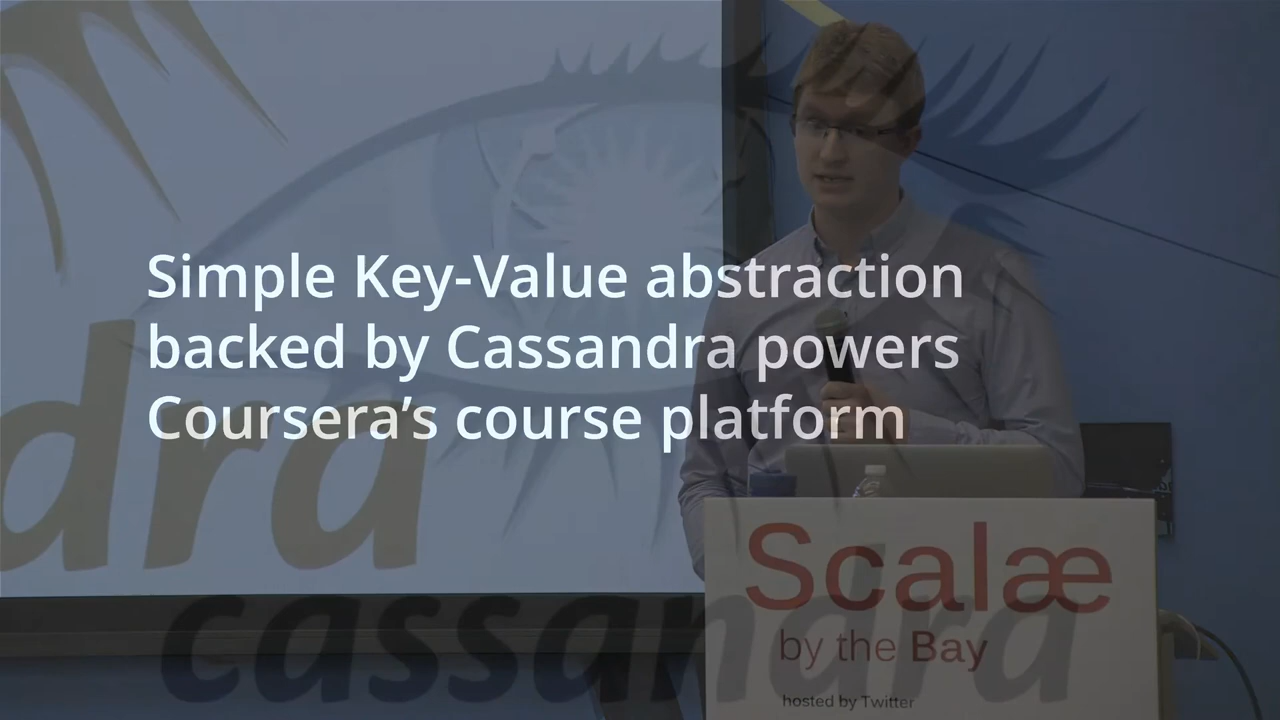 Simple Key-Value abstraction
backed by Cassandra powers
Coursera’s course platform
dra
cassandra
Scalæ
by the Bay
hosted by Twitter